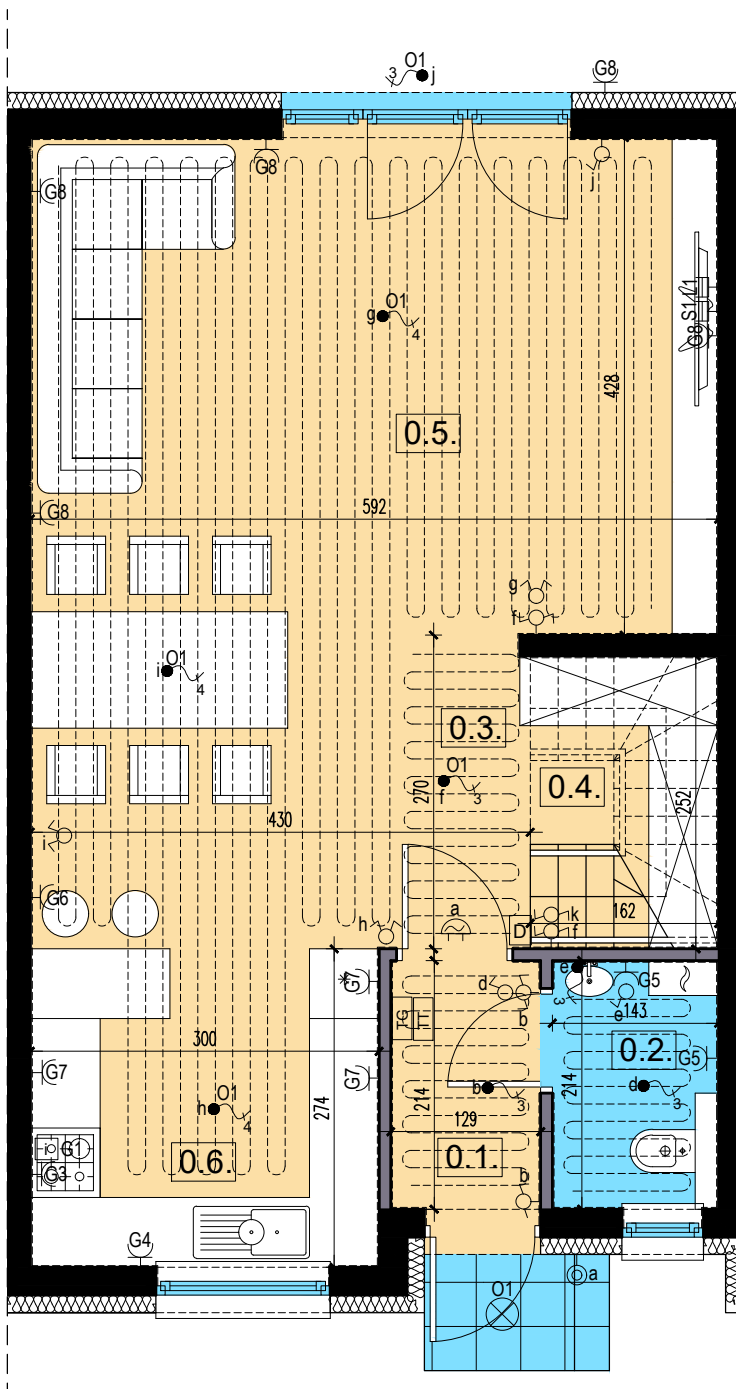 O1
3 j
G8
G8
j
G8
g O1
4
S1 L1
G8
428
0.5.
592
G8
g
f
i O1
4
0.3.
O1
f 3
270
0.4.
252
430
i
G6
h
a
k
162
D f
e
G5
d
b
3
e
143
TG TT
G7
300
0.2.
G5
G7
G7
274
214
b
3
214
d
3
h O1
4
129
i G1
G3
0.6.
0.1.
b
G4
a
O1